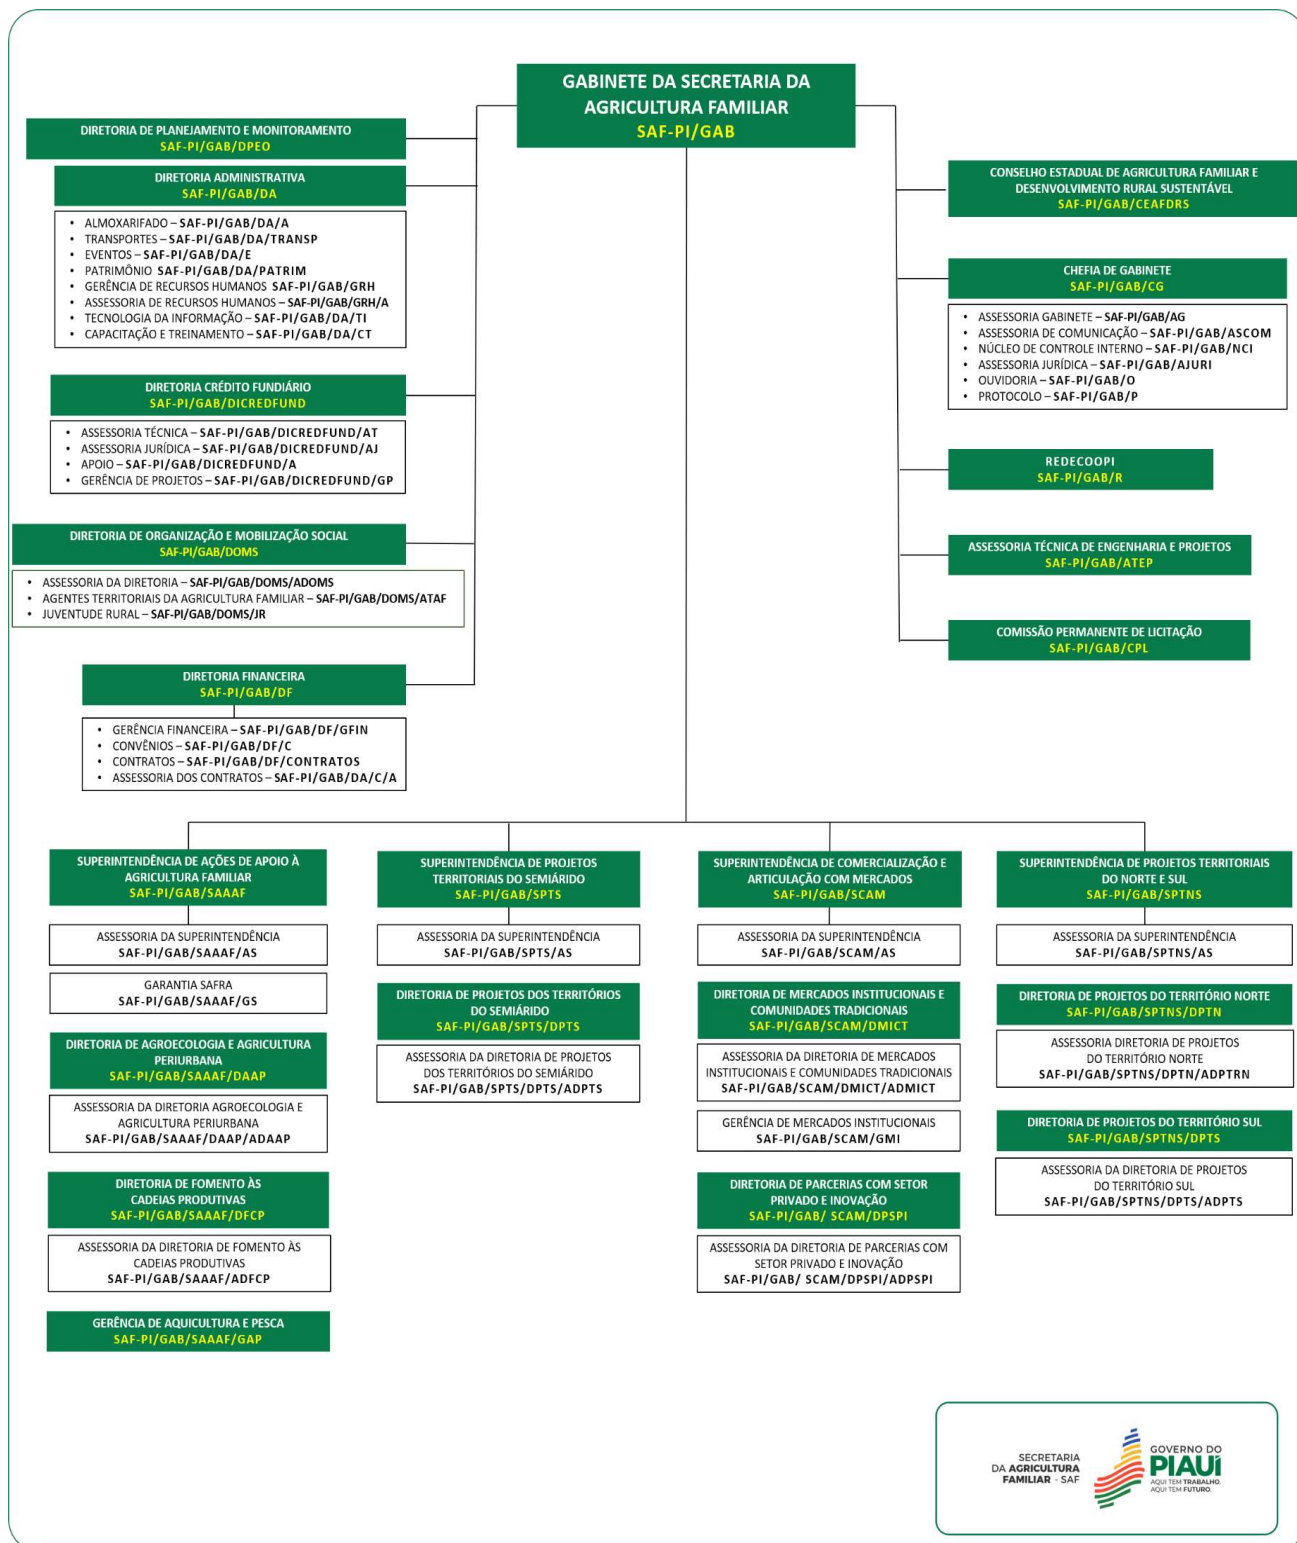 GABINETE DA SECRETARIA DA
AGRICULTURA FAMILIAR
SAF-PI/GAB
DIRETORIA DE PLANEJAMENTO E MONITORAMENTO
SAF-PI/GAB/DPEO
DIRETORIA ADMINISTRATIVA
SAF-PI/GAB/DA
• ALMOXARIFADO – SAF-PI/GAB/DA/A
• TRANSPORTES – SAF-PI/GAB/DA/TRANSP
• EVENTOS – SAF-PI/GAB/DA/E
• PATRIMÔNIO SAF-PI/GAB/DA/PATRIM
• GERÊNCIA DE RECURSOS HUMANOS SAF-PI/GAB/GRH
• ASSESSORIA DE RECURSOS HUMANOS – SAF-PI/GAB/GRH/A
• TECNOLOGIA DA INFORMAÇÃO – SAF-PI/GAB/DA/TI
• CAPACITAÇÃO E TREINAMENTO – SAF-PI/GAB/DA/CT
DIRETORIA CRÉDITO FUNDIÁRIO
SAF-PI/GAB/DICREDFUND
• ASSESSORIA TÉCNICA – SAF-PI/GAB/DICREDFUND/AT
• ASSESSORIA JURÍDICA – SAF-PI/GAB/DICREDFUND/AJ
• APOIO – SAF-PI/GAB/DICREDFUND/A
• GERÊNCIA DE PROJETOS – SAF-PI/GAB/DICREDFUND/GP
DIRETORIA DE ORGANIZAÇÃO E MOBILIZAÇÃO SOCIAL
SAF-PI/GAB/DOMS
• ASSESSORIA DA DIRETORIA – SAF-PI/GAB/DOMS/ADOMS
• AGENTES TERRITORIAIS DA AGRICULTURA FAMILIAR – SAF-PI/GAB/DOMS/ATAF
• JUVENTUDE RURAL – SAF-PI/GAB/DOMS/JR
DIRETORIA FINANCEIRA
SAF-PI/GAB/DF
• GERÊNCIA FINANCEIRA – SAF-PI/GAB/DF/GFIN
• CONVÊNIOS – SAF-PI/GAB/DF/C
• CONTRATOS – SAF-PI/GAB/DF/CONTRATOS
• ASSESSORIA DOS CONTRATOS – SAF-PI/GAB/DA/C/A
CONSELHO ESTADUAL DE AGRICULTURA FAMILIAR E
DESENVOLVIMENTO RURAL SUSTENTÁVEL
SAF-PI/GAB/CEAFDRS
CHEFIA DE GABINETE
SAF-PI/GAB/CG
• ASSESSORIA GABINETE – SAF-PI/GAB/AG
• ASSESSORIA DE COMUNICAÇÃO – SAF-PI/GAB/ASCOM
• NÚCLEO DE CONTROLE INTERNO – SAF-PI/GAB/NCI
• ASSESSORIA JURÍDICA – SAF-PI/GAB/AJURI
• OUVIDORIA – SAF-PI/GAB/O
• PROTOCOLO – SAF-PI/GAB/P
REDECOOPI
SAF-PI/GAB/R
ASSESSORIA TÉCNICA DE ENGENHARIA E PROJETOS
SAF-PI/GAB/ATEP
COMISSÃO PERMANENTE DE LICITAÇÃO
SAF-PI/GAB/CPL
SUPERINTENDÊNCIA DE AÇÕES DE APOIO À
AGRICULTURA FAMILIAR
SAF-PI/GAB/SAAAF
ASSESSORIA DA SUPERINTENDÊNCIA
SAF-PI/GAB/SAAAF/AS
GARANTIA SAFRA
SAF-PI/GAB/SAAAF/GS
DIRETORIA DE AGROECOLOGIA E AGRICULTURA
PERIURBANA
SAF-PI/GAB/SAAAF/DAAP
ASSESSORIA DA DIRETORIA AGROECOLOGIA E
AGRICULTURA PERIURBANA
SAF-PI/GAB/SAAAF/DAAP/ADAAP
DIRETORIA DE FOMENTO ÀS
CADEIAS PRODUTIVAS
SAF-PI/GAB/SAAAF/DFCP
ASSESSORIA DA DIRETORIA DE FOMENTO ÀS
CADEIAS PRODUTIVAS
SAF-PI/GAB/SAAAF/ADFCP
GERÊNCIA DE AQUICULTURA E PESCA
SAF-PI/GAB/SAAAF/GAP
SUPERINTENDÊNCIA DE PROJETOS
TERRITORIAIS DO SEMIÁRIDO
SAF-PI/GAB/SPTS
ASSESSORIA DA SUPERINTENDÊNCIA
SAF-PI/GAB/SPTS/AS
DIRETORIA DE PROJETOS DOS TERRITÓRIOS
DO SEMIÁRIDO
SAF-PI/GAB/SPTS/DPTS
ASSESSORIA DA DIRETORIA DE PROJETOS
DOS TERRITÓRIOS DO SEMIÁRIDO
SAF-PI/GAB/SPTS/DPTS/ADPTS
SUPERINTENDÊNCIA DE COMERCIALIZAÇÃO E
ARTICULAÇÃO COM MERCADOS
SAF-PI/GAB/SCAM
ASSESSORIA DA SUPERINTENDÊNCIA
SAF-PI/GAB/SCAM/AS
DIRETORIA DE MERCADOS INSTITUCIONAIS E
COMUNIDADES TRADICIONAIS
SAF-PI/GAB/SCAM/DMICT
ASSESSORIA DA DIRETORIA DE MERCADOS
INSTITUCIONAIS E COMUNIDADES TRADICIONAIS
SAF-PI/GAB/SCAM/DMICT/ADMICT
GERÊNCIA DE MERCADOS INSTITUCIONAIS
SAF-PI/GAB/SCAM/GMI
DIRETORIA DE PARCERIAS COM SETOR
PRIVADO E INOVAÇÃO
SAF-PI/GAB/ SCAM/DPSPI
ASSESSORIA DA DIRETORIA DE PARCERIAS COM
SETOR PRIVADO E INOVAÇÃO
SAF-PI/GAB/ SCAM/DPSPI/ADPSPI
SUPERINTENDÊNCIA DE PROJETOS TERRITORIAIS
DO NORTE E SUL
SAF-PI/GAB/SPTNS
ASSESSORIA DA SUPERINTENDÊNCIA
SAF-PI/GAB/SPTNS/AS
DIRETORIA DE PROJETOS DO TERRITÓRIO NORTE
SAF-PI/GAB/SPTNS/DPTN
ASSESSORIA DIRETORIA DE PROJETOS
DO TERRITÓRIO NORTE
SAF-PI/GAB/SPTNS/DPTN/ADPTRN
DIRETORIA DE PROJETOS DO TERRITÓRIO SUL
SAF-PI/GAB/SPTNS/DPTS
ASSESSORIA DA DIRETORIA DE PROJETOS
DO TERRITÓRIO SUL
SAF-PI/GAB/SPTNS/DPTS/ADPTS
SECRETARIA
DA AGRICULTURA
FAMILIAR - SAF
GOVERNO DO
PIAUÍ
AQUI TEM TRABALHO.
AQUI TEM FUTURO.